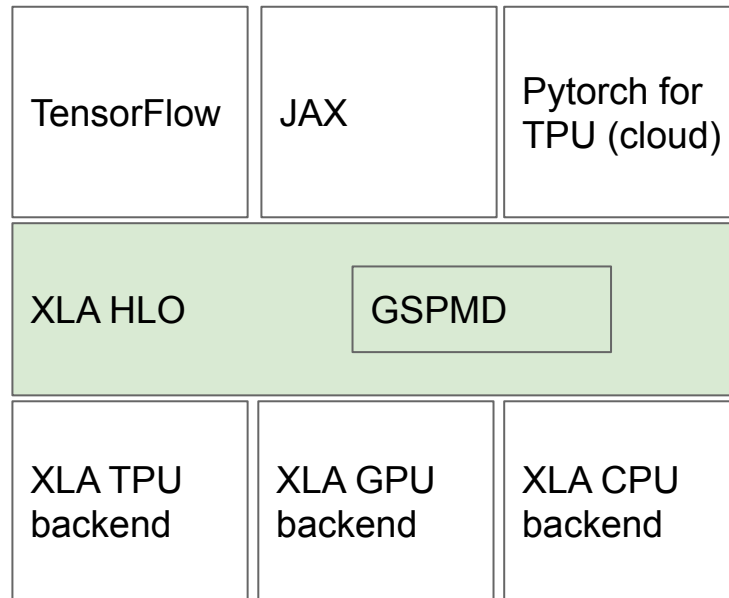 TensorFlow
JAX
Pytorch for
TPU (cloud)
XLA HLO
GSPMD
XLA TPU
backend
XLA GPU
backend
XLA CPU
backend